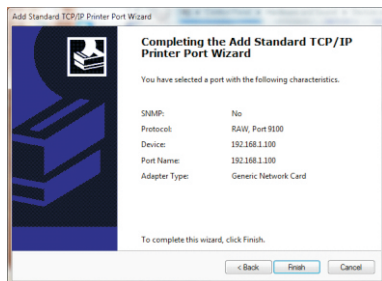 Add Standard TCP/IP Printer Port Wizard
Completing the Add Standard TCP/IP
Printer Port Wizard
You have selected a port with the following characteristics.
SNMP: No
Protocol: RAW, Port 9100
Device: 192.168.1.100
Port Name: 192.168.1.100
Adapter Type: Generic Network Card
To complete this wizard, click Finish.
< Back Finish Cancel